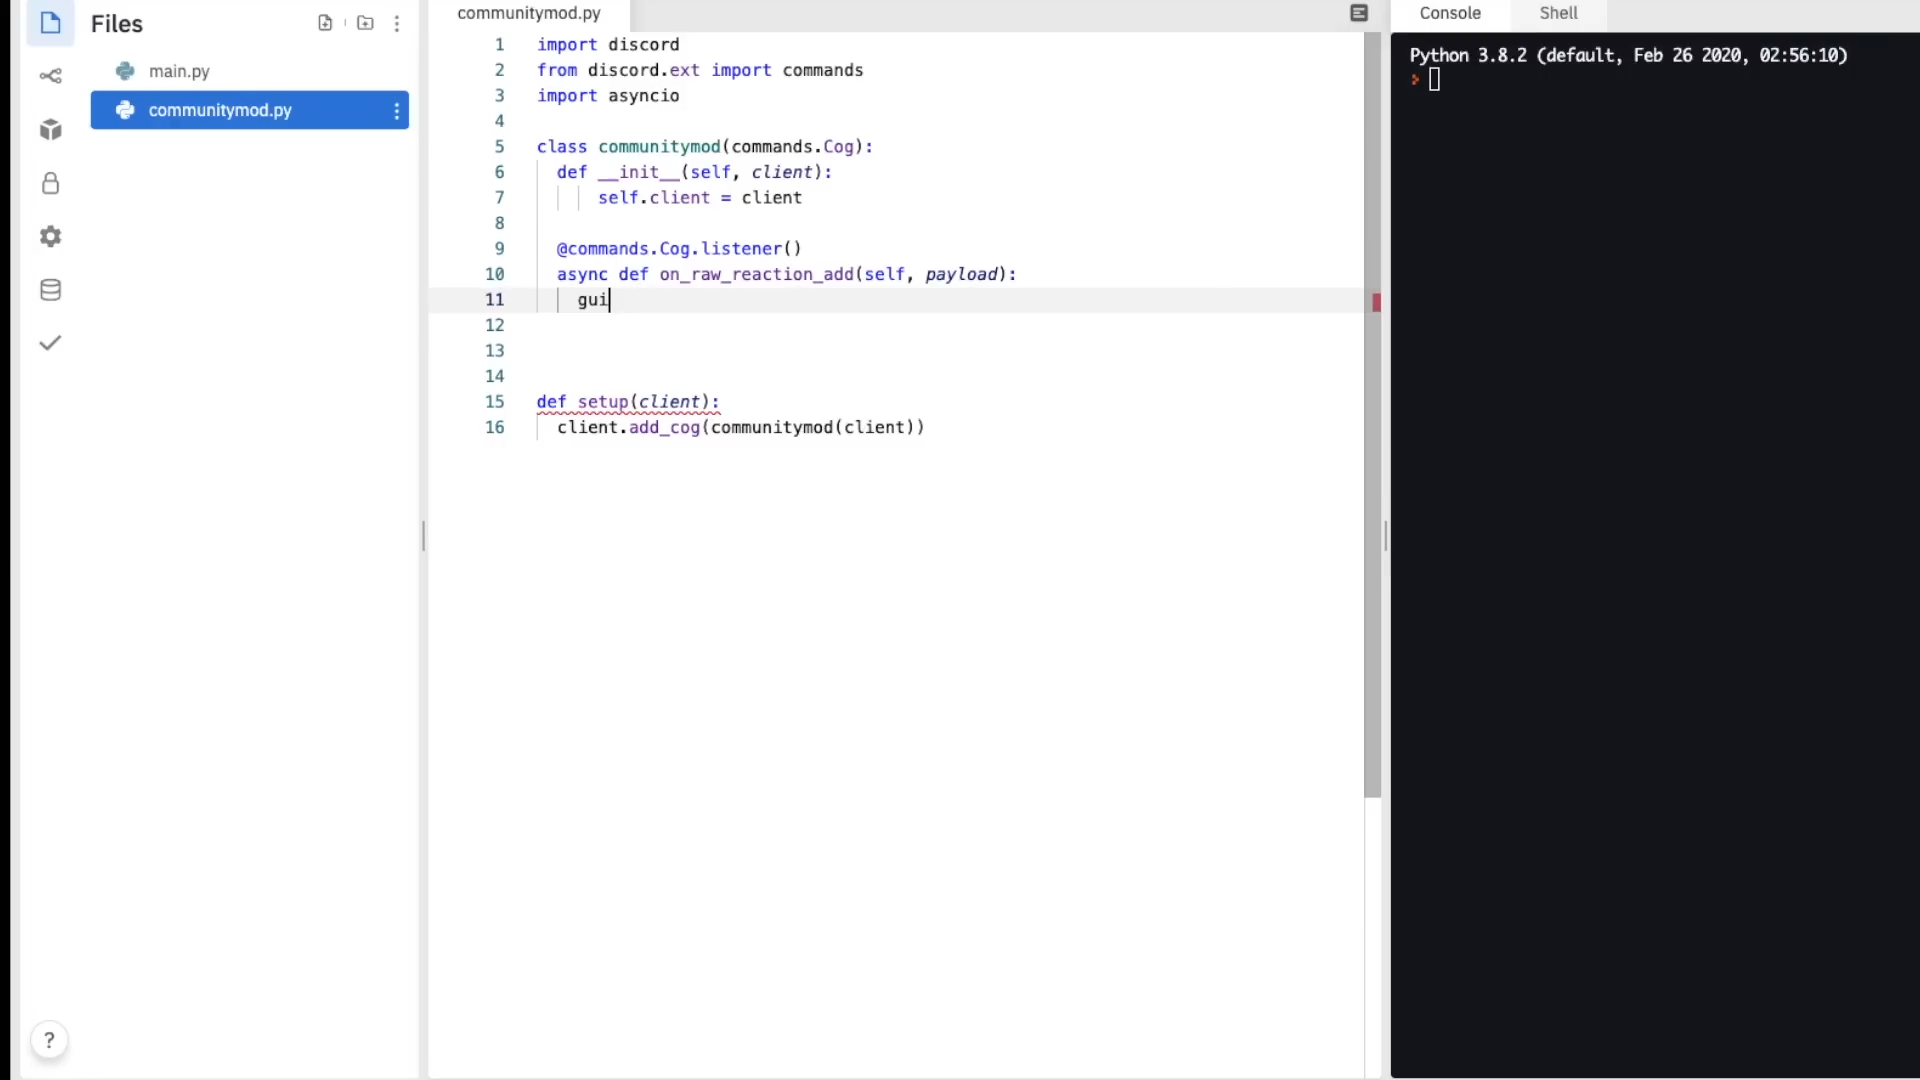 Files
main.py
communitymod.py
communitymod.py
1 import discord
2 from discord.ext import commands
3 import asyncio
4
5 class communitymod(commands.Cog):
6 def __init__(self, client):
7 self.client = client
8
9 @commands.Cog.listener()
10 async def on_raw_reaction_add(self, payload):
11 gui
12
13
14
15 def setup(client):
16 client.add_cog(communitymod(client))
Console Shell
Python 3.8.2 (default, Feb 26 2020, 02:56:10)
?